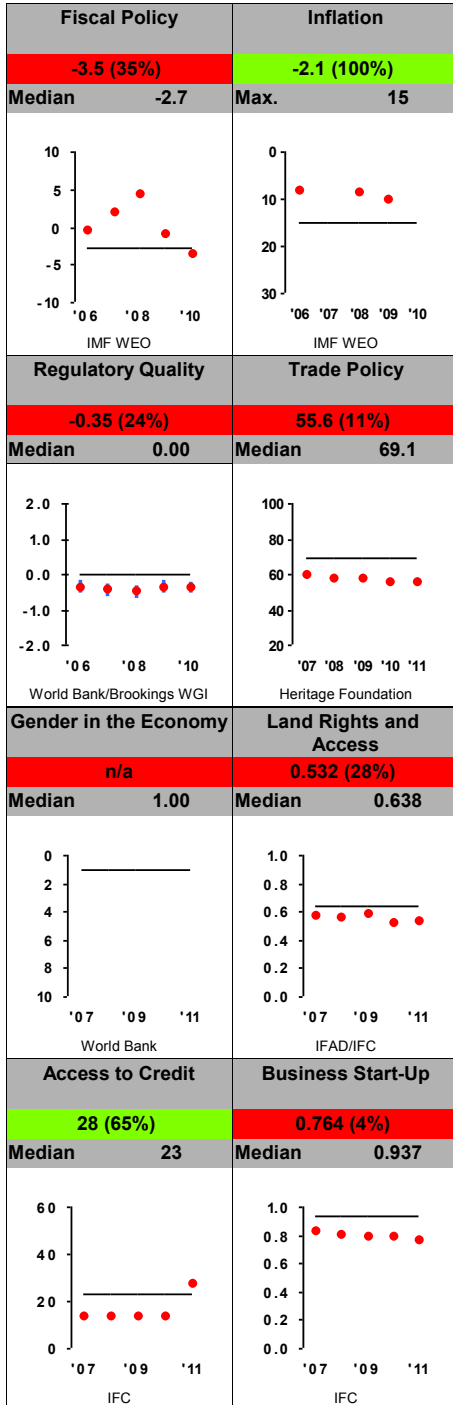 Fiscal Policy
-3.5 (35%)
Median -2.7
10
5
0
-5
-10
'06 '08 '10
IMF WEO
Inflation
-2.1 (100%)
Max. 15
0
10
20
30
'06 '07 '08 '09 '10
IMF WEO
Regulatory Quality
-0.35 (24%)
Median 0.00
2.0
1.0
0.0
-1.0
-2.0
'06 '08 '10
World Bank/Brookings WGI
Trade Policy
55.6 (11%)
Median 69.1
100
80
60
40
20
'07 '08 '09 '10 '11
Heritage Foundation
Gender in the Economy
n/a
Median 1.00
0
2
4
6
8
10
'07 '09 '11
World Bank
Land Rights and
Access
0.532 (28%)
Median 0.638
1.0
0.8
0.6
0.4
0.2
0.0
'07 '09 '11
IFAD/IFC
Access to Credit
28 (65%)
Median 23
60
40
20
0
'07 '09 '11
IFC
Business Start-Up
0.764 (4%)
Median 0.937
1.0
0.8
0.6
0.4
0.2
0.0
'07 '09 '11
IFC